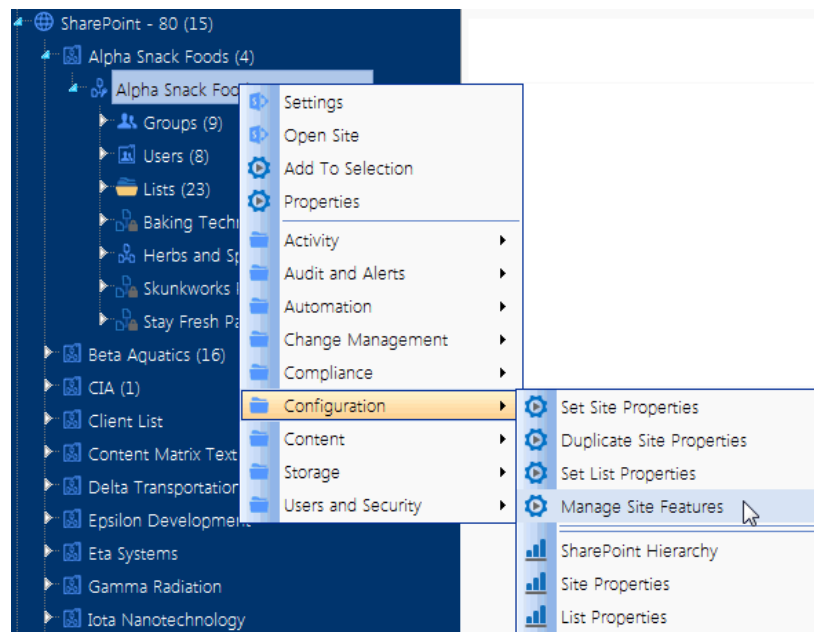 SharePoint - 80 (15)
Alpha Snack Foods (4)
Alpha Snack
Groups (9)
Users (8)
Lists (23)
Baking
Herbs and
Skunkworks
Stay Fresh
Beta Aquatics (16)
CIA (1)
Client List
Content Matrix Text
Delta Transportation
Epsilon Development
Eta Systems
Gamma Radiation
Iota Nanotechnology
Settings
Open Site
Add To Selection
Properties
Activity
Audit and Alerts
Automation
Change Management
Compliance
Configuration
Content
Storage
Users and Security
Set Site Properties
Duplicate Site Properties
Set List Properties
Manage Site Features
SharePoint Hierarchy
Site Properties
List Properties